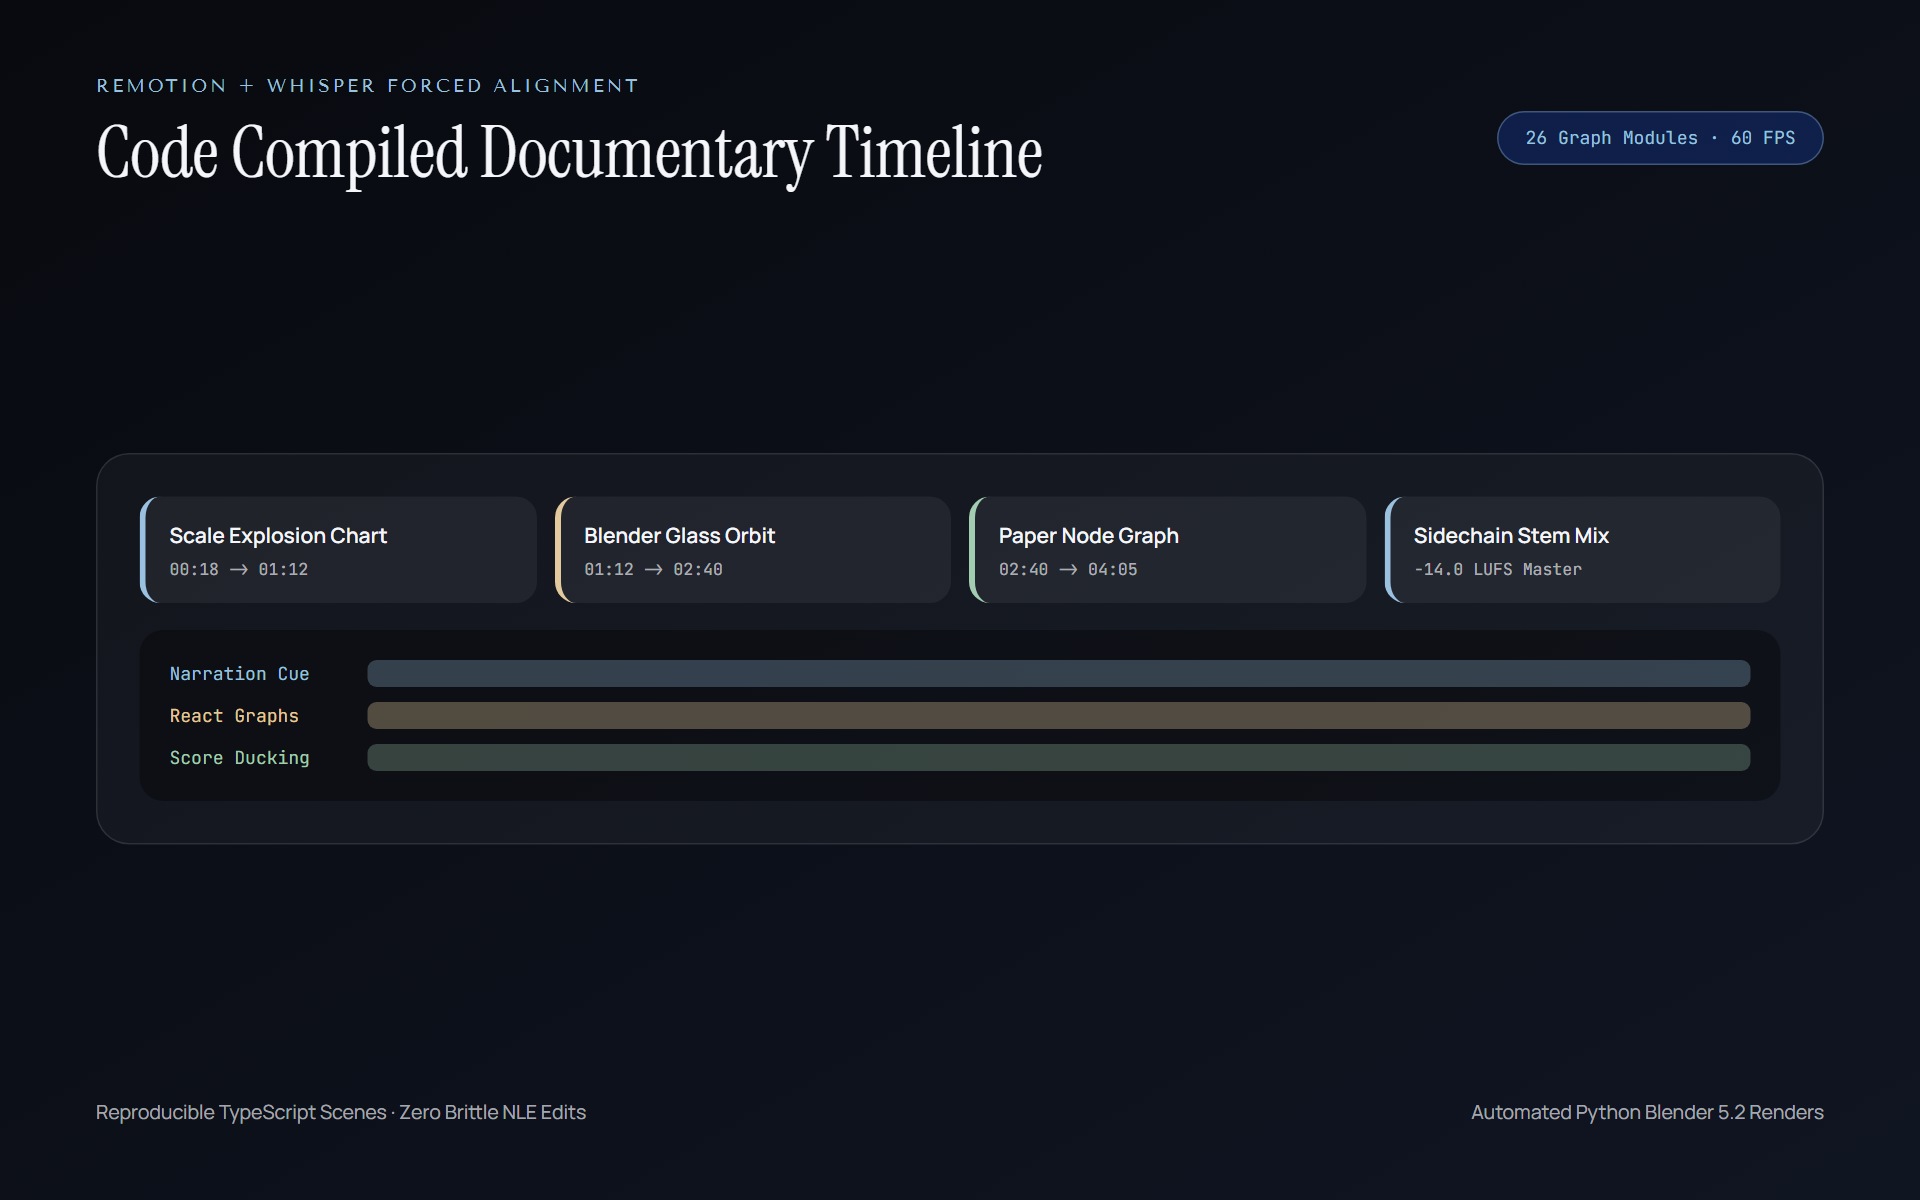 REMOTION + WHISPER FORCED ALIGNMENT
Code Compiled Documentary Timeline
26 Graph Modules · 60 FPS
Scale Explosion Chart
00:18 → 01:12
Blender Glass Orbit
01:12 → 02:40
Paper Node Graph
02:40 → 04:05
Sidechain Stem Mix
-14.0 LUFS Master
Narration Cue
React Graphs
Score Ducking
Reproducible TypeScript Scenes · Zero Brittle NLE Edits
Automated Python Blender 5.2 Renders